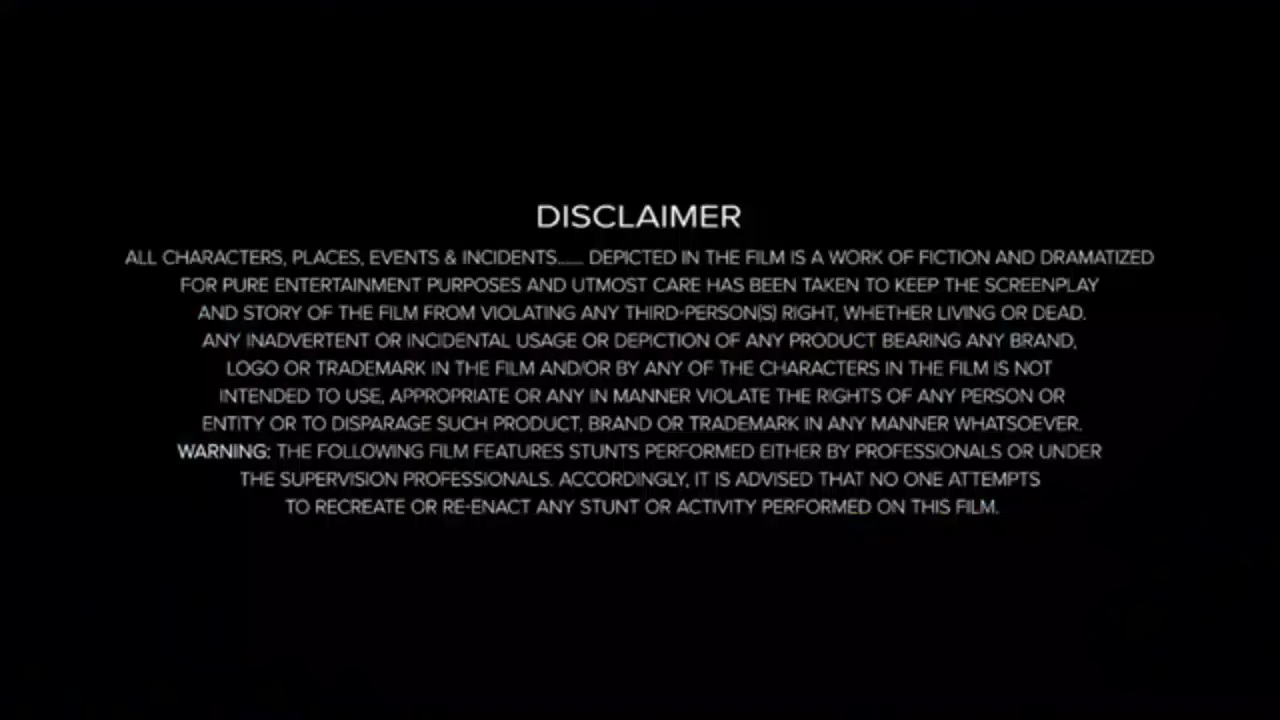 DISCLAIMER
ALL CHARACTERS, PLACES, EVENTS & INCIDENTS....... DEPICTED IN THE FILM IS A WORK OF FICTION AND DRAMATIZED
FOR PURE ENTERTAINMENT PURPOSES AND UTMOST CARE HAS BEEN TAKEN TO KEEP THE SCREENPLAY
AND STORY OF THE FILM FROM VIOLATING ANY THIRD-PERSON(S) RIGHT, WHETHER LIVING OR DEAD.
ANY INADVERTENT OR INCIDENTAL USAGE OR DEPICTION OF ANY PRODUCT BEARING ANY BRAND,
LOGO OR TRADEMARK IN THE FILM AND/OR BY ANY OF THE CHARACTERS IN THE FILM IS NOT
INTENDED TO USE, APPROPRIATE OR ANY IN MANNER VIOLATE THE RIGHTS OF ANY PERSON OR
ENTITY OR TO DISPARAGE SUCH PRODUCT, BRAND OR TRADEMARK IN ANY MANNER WHATSOEVER.
WARNING: THE FOLLOWING FILM FEATURES STUNTS PERFORMED EITHER BY PROFESSIONALS OR UNDER
THE SUPERVISION PROFESSIONALS. ACCORDINGLY, IT IS ADVISED THAT NO ONE ATTEMPTS
TO RECREATE OR RE-ENACT ANY STUNT OR ACTIVITY PERFORMED ON THIS FILM.